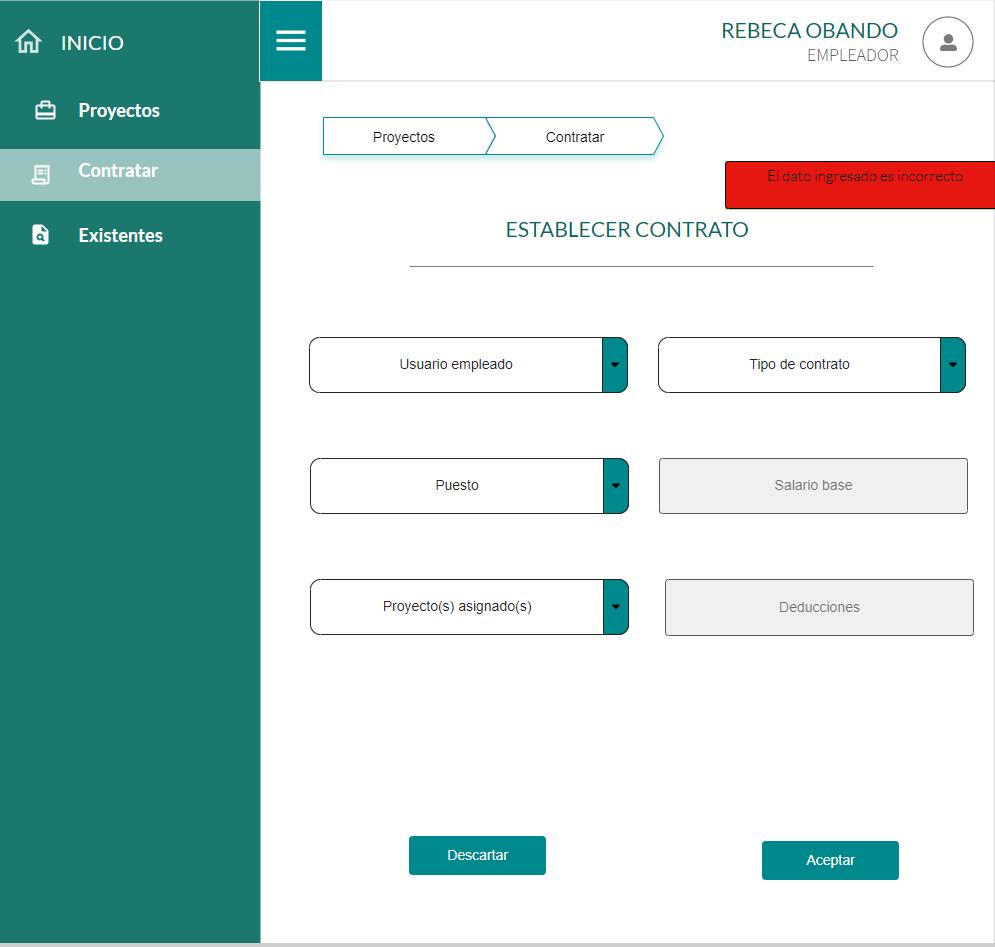 INICIO
REBECA OBANDO
EMPLEADOR
Proyectos
Contratar
Existentes
Proyectos
Contratar
El dato ingresado es incorrecto
ESTABLECER CONTRATO
Usuario empleado
Tipo de contrato
Puesto
Salario base
Proyecto(s) asignado(s)
Deducciones
Descartar
Aceptar